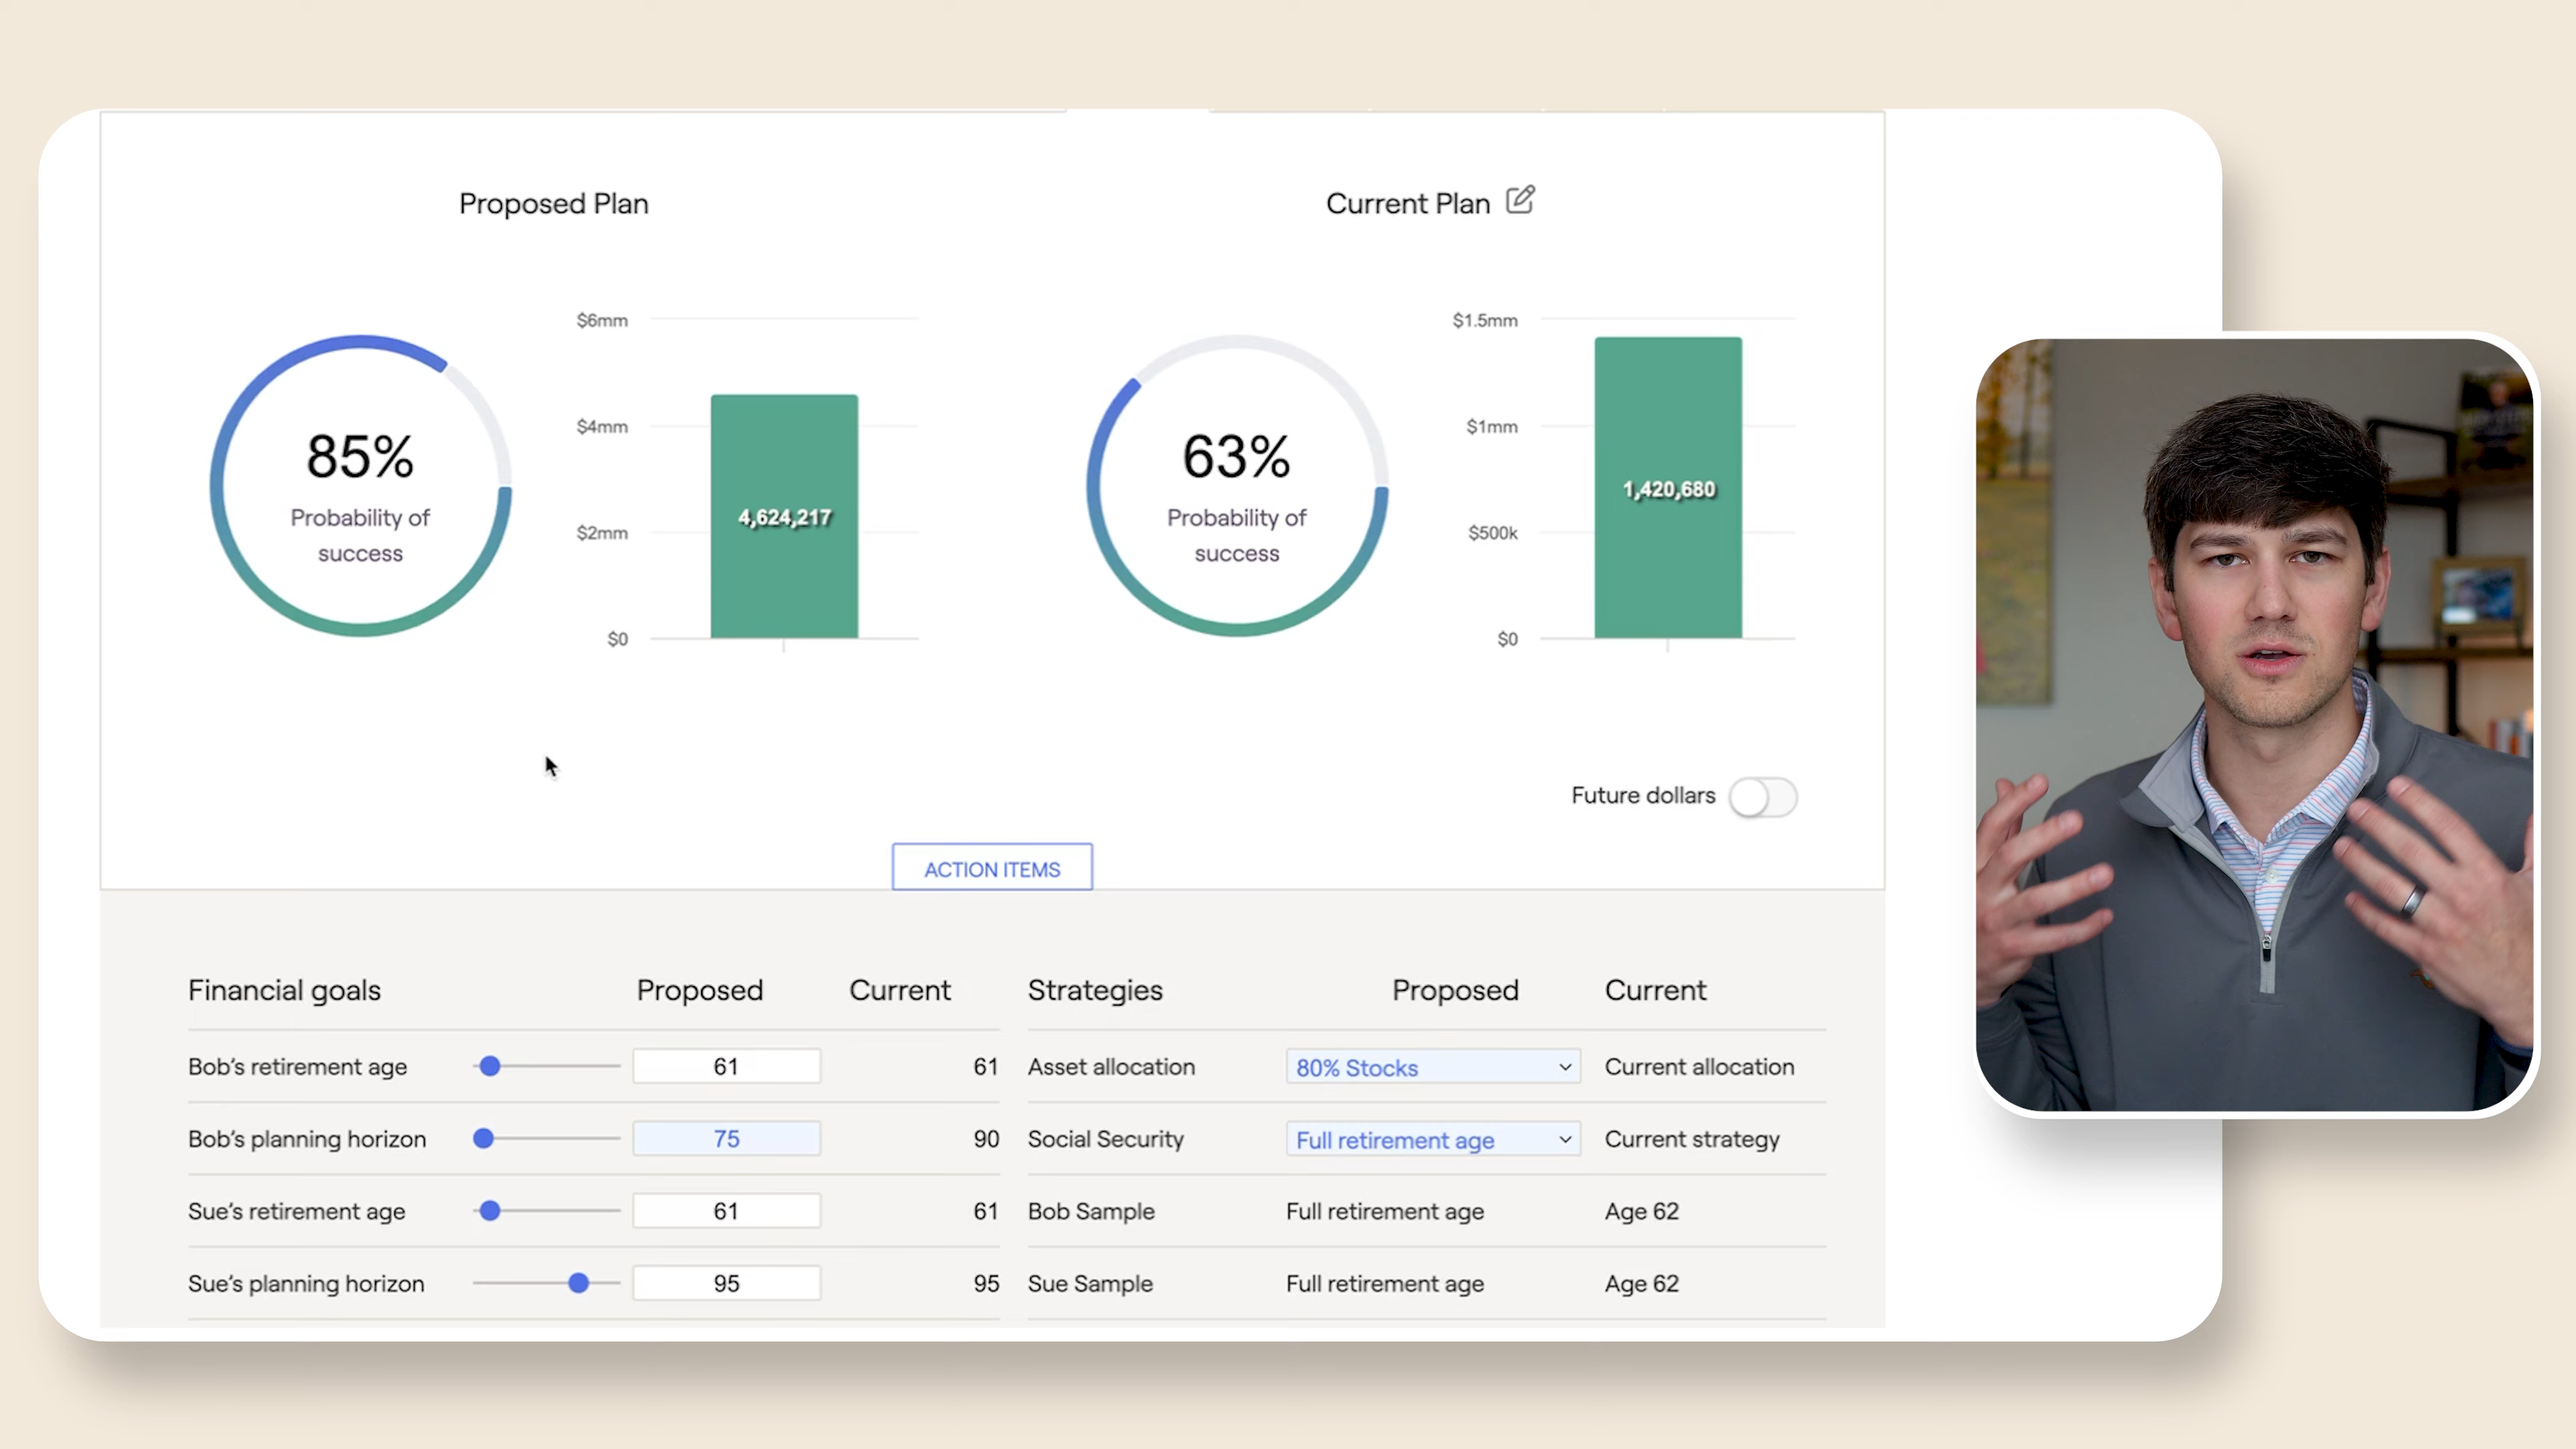 Proposed Plan
Current Plan
85%
Probability of
success
$6mm
$4mm
$2mm
$0
4,624,217
63%
Probability of
success
$1.5mm
$1mm
$500k
$0
1,420,680
Future dollars
ACTION ITEMS
Financial goals Proposed Current
Bob's retirement age 61 61
Bob's planning horizon 75 90
Sue's retirement age 61 61
Sue's planning horizon 95 95
Strategies Proposed Current
Asset allocation 80% Stocks Current allocation
Social Security Full retirement age Current strategy
Bob Sample Full retirement age Age 62
Sue Sample Full retirement age Age 62